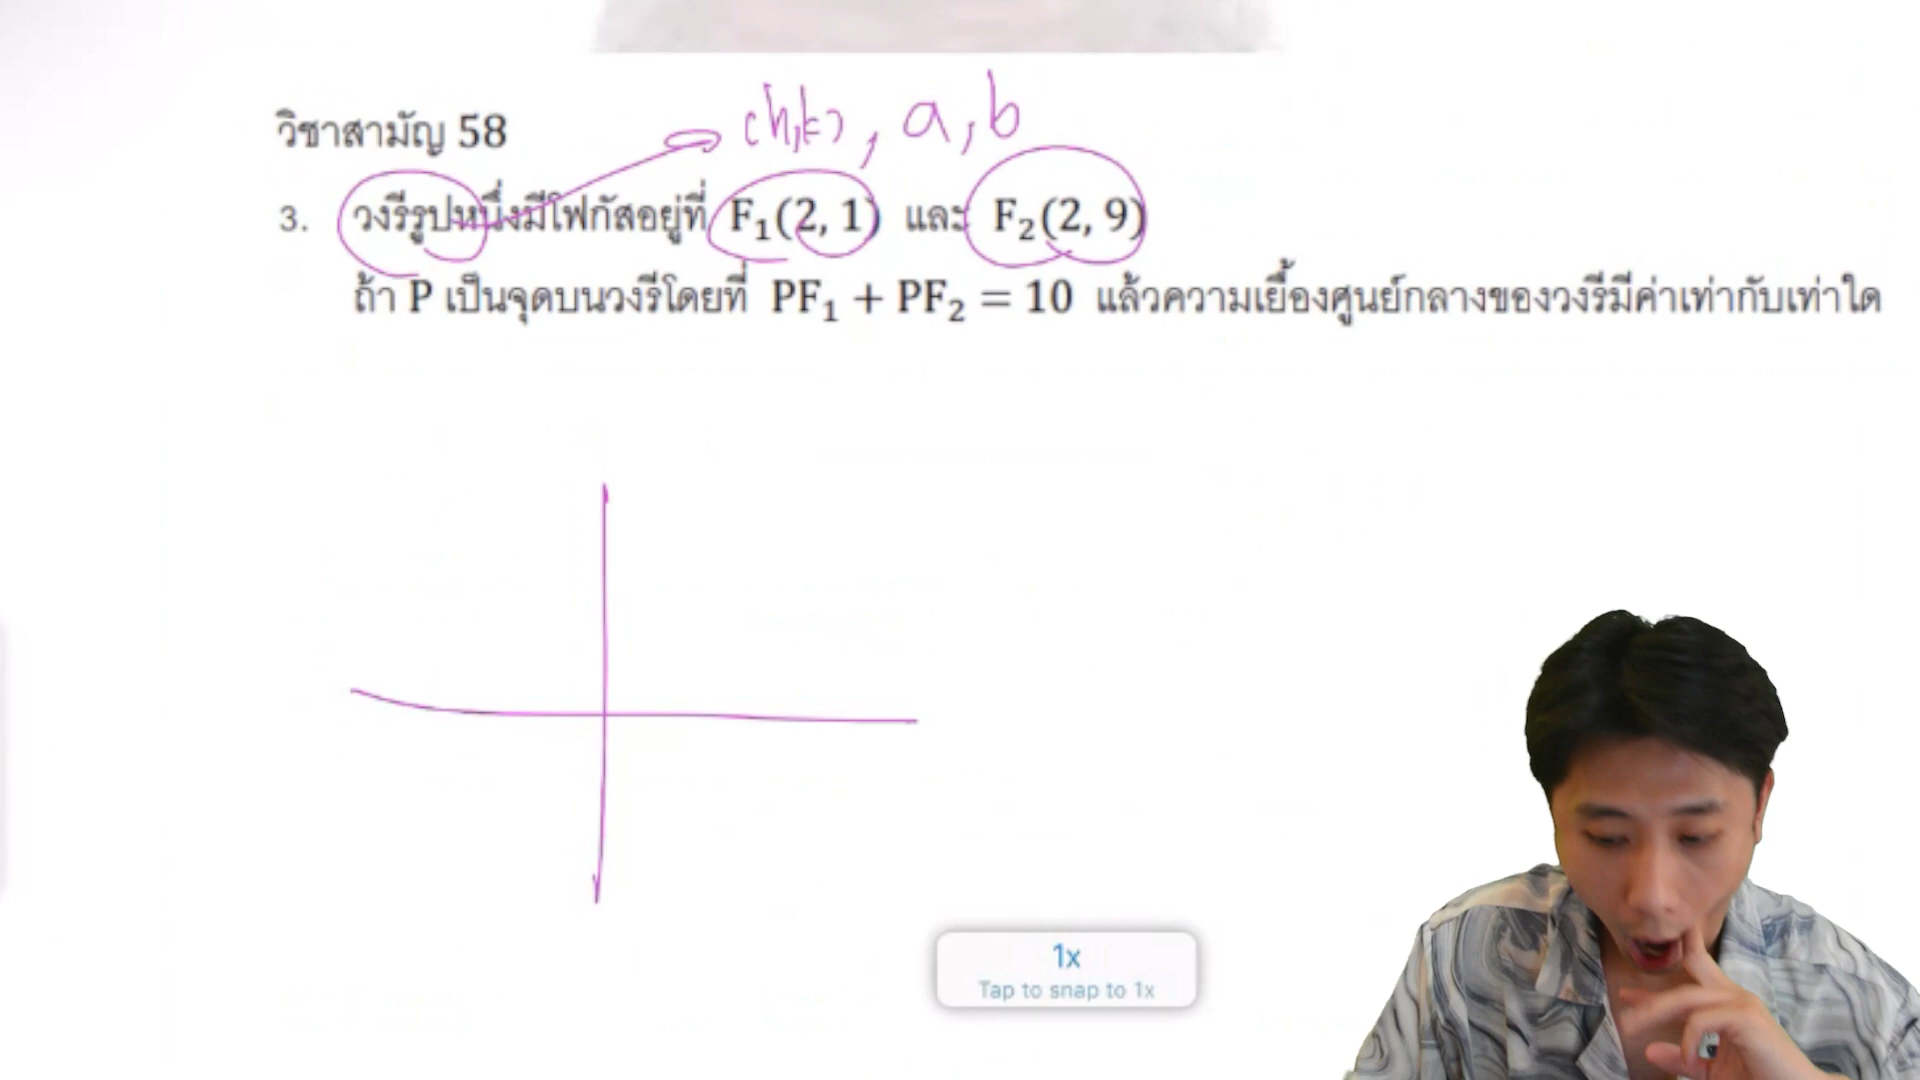 วิชาสามัญ 58
(h,k), a, b
3. วงรีรูปหนึ่งมีโฟกัสอยู่ที่ F₁(2, 1) และ F₂(2, 9)
ถ้า P เป็นจุดบนวงรีโดยที่ PF₁ + PF₂ = 10 แล้วความเยื้องศูนย์กลางของวงรีมีค่าเท่ากับเท่าใด
1x
Tap to snap to 1x